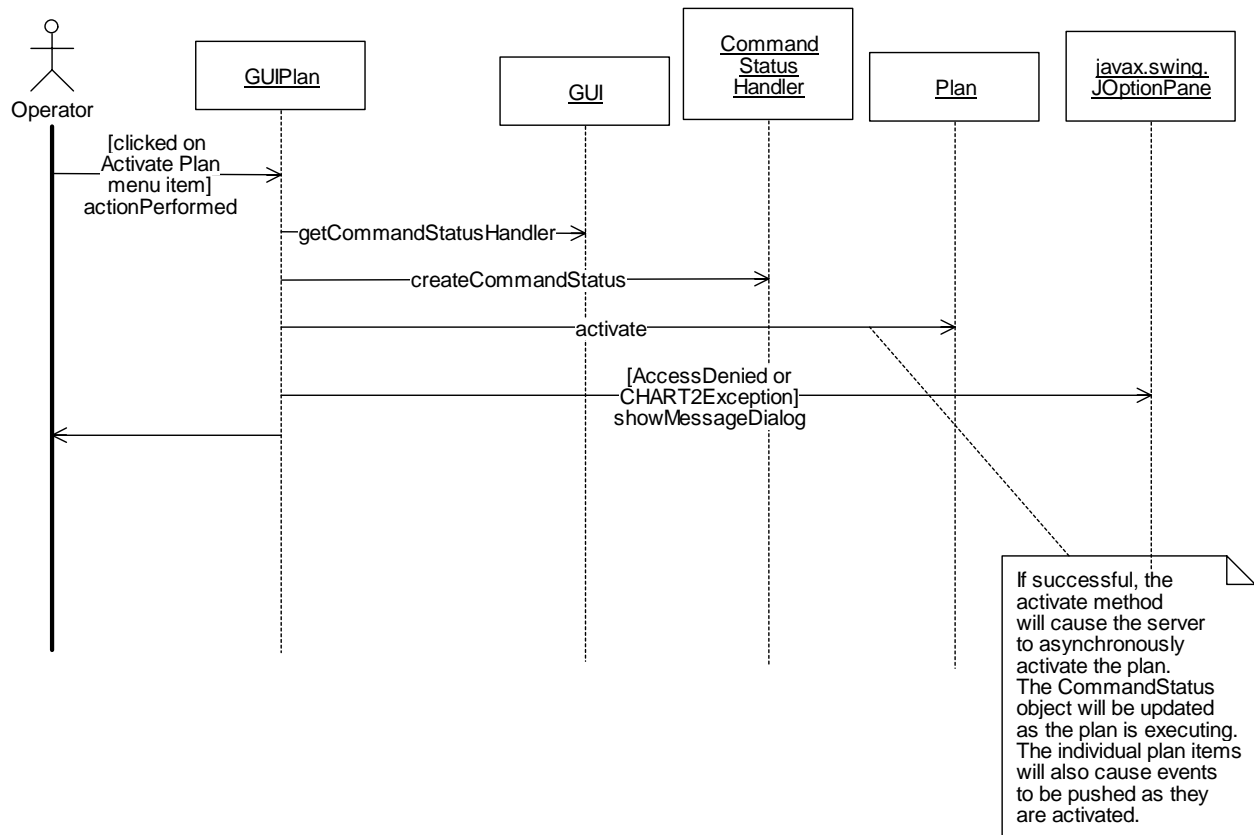 Operator
GUIPlan
GUI
Command
Status
Handler
Plan
javax.swing.
JOptionPane
[clicked on
Activate Plan
menu item]
actionPerformed
getCommandStatusHandler
createCommandStatus
activate
[AccessDenied or
CHART2Exception]
showMessageDialog
If successful, the
activate method
will cause the server
to asynchronously
activate the plan.
The CommandStatus
object will be updated
as the plan is executing.
The individual plan items
will also cause events
to be pushed as they
are activated.